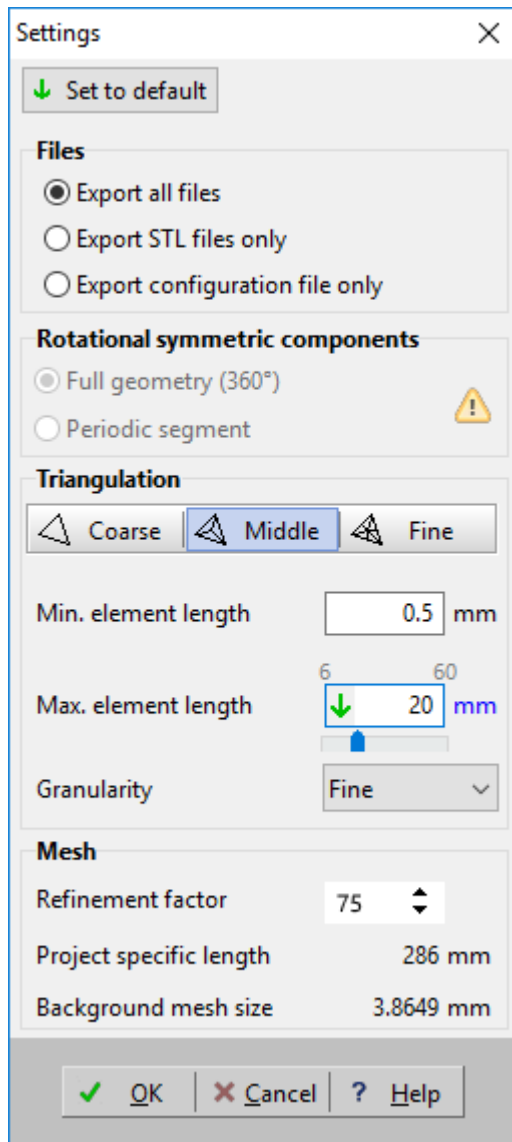 Settings
Set to default
Files
Export all files
Export STL files only
Export configuration file only
Rotational symmetric components
Full geometry (360°)
Periodic segment
Triangulation
Coarse Middle Fine
Min. element length 0.5 mm
6 60
Max. element length 20 mm
Granularity Fine
Mesh
Refinement factor 75
Project specific length 286 mm
Background mesh size 3.8649 mm
OK Cancel ? Help